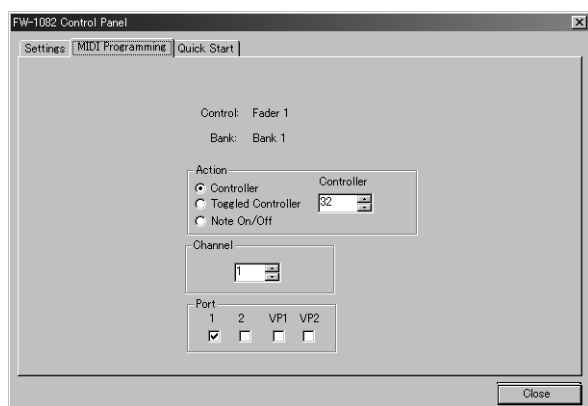 FW-1082 Control Panel
Settings MIDI Programming Quick Start
Control: Fader 1
Bank: Bank 1
Action
Controller
Controller
Toggled Controller
32
Note On/Off
Channel
1
Port
1 2 VP1 VP2
Close